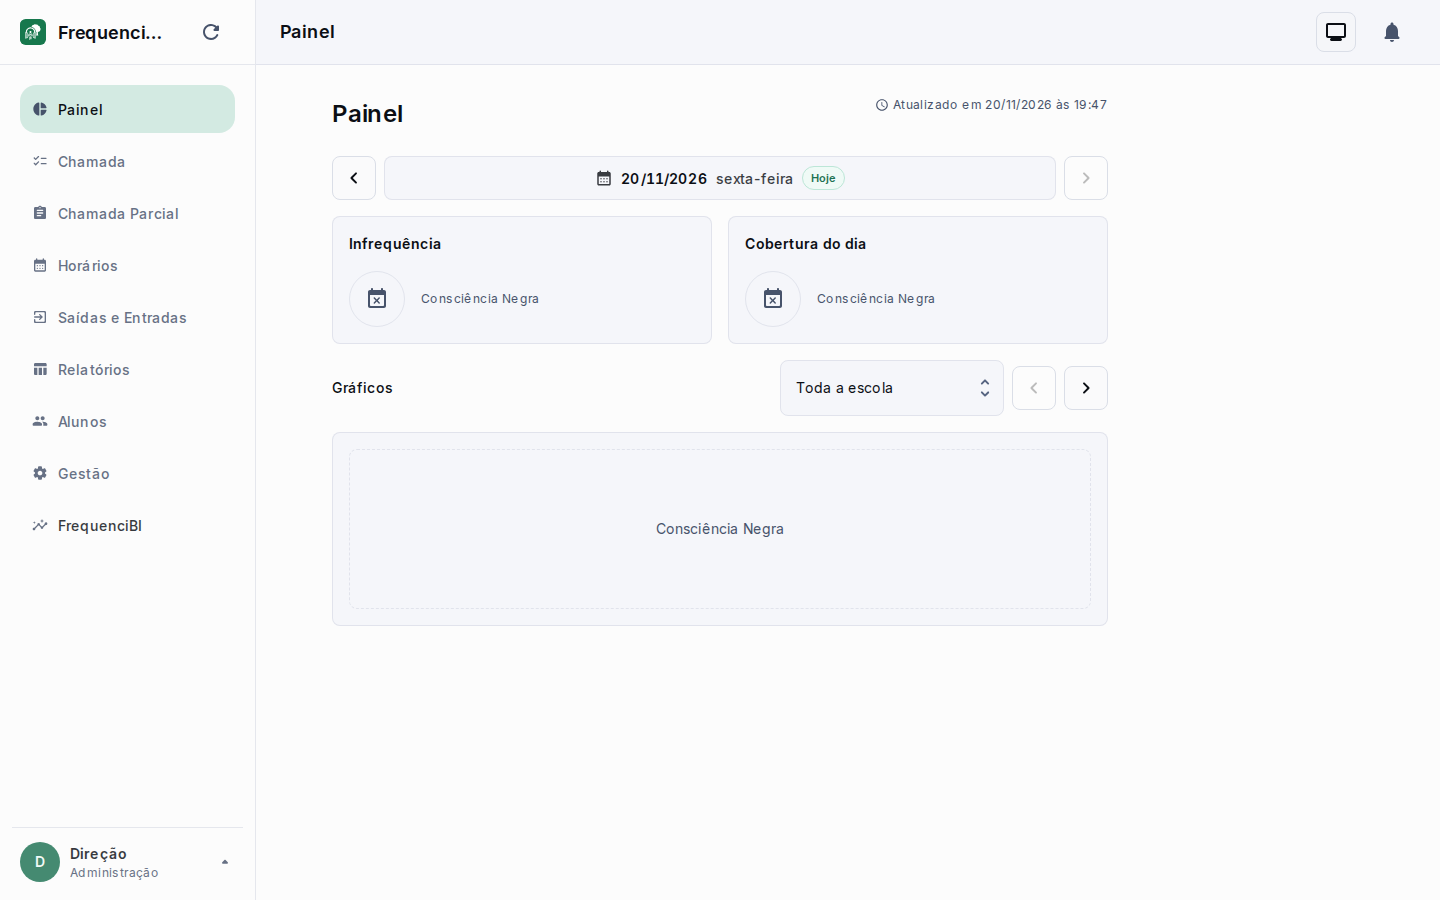 Frequenci...
Painel
Chamada
Chamada Parcial
Horários
Saídas e Entradas
Relatórios
Alunos
Gestão
FrequenciBI
D
Direção
Administração
Painel
Painel
Atualizado em 20/11/2026 às 19:47
20/11/2026 sexta-feira Hoje
Infrequência
Consciência Negra
Cobertura do dia
Consciência Negra
Gráficos
Toda a escola
Consciência Negra